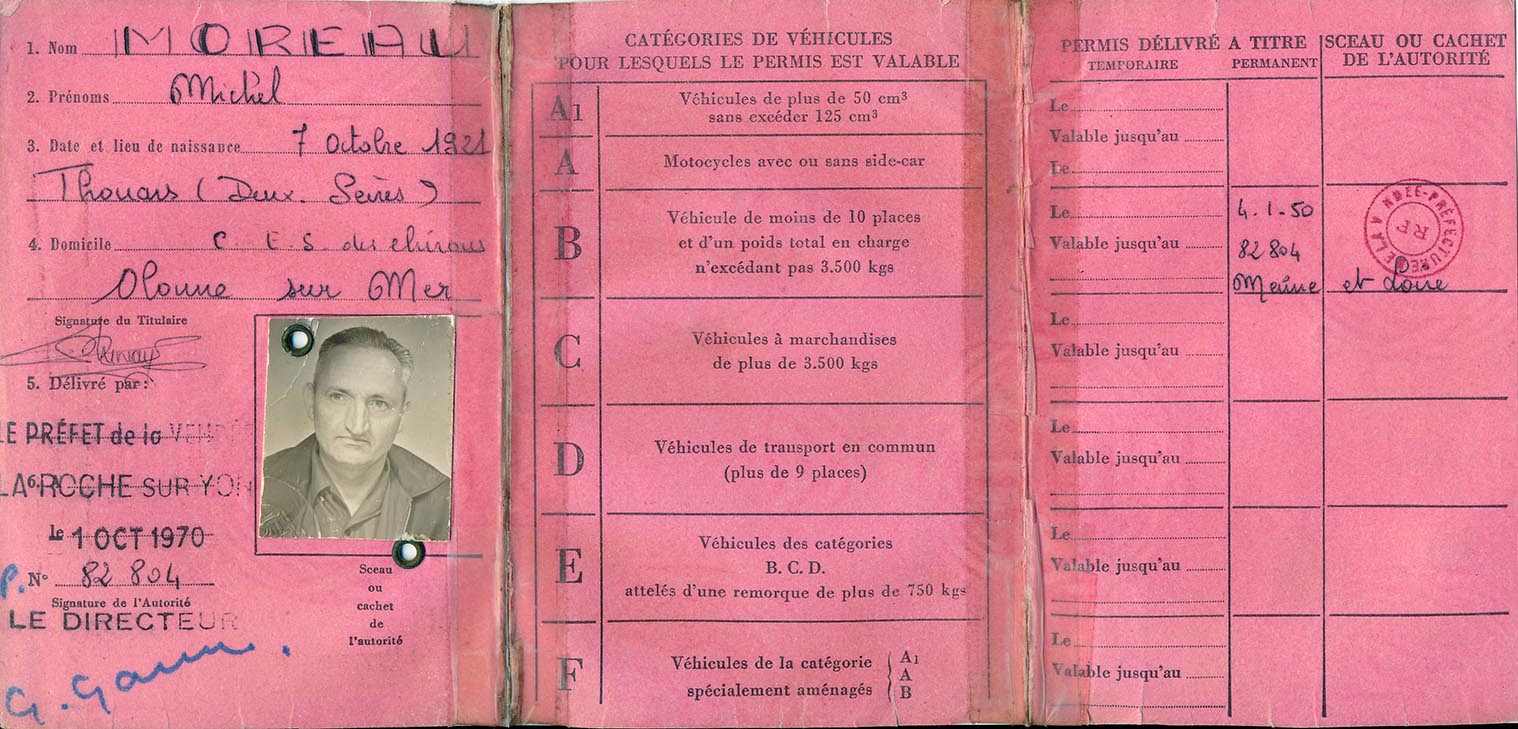 1. Nom MOREAU
2. Prénoms Michel
3. Date et lieu de naissance 7 Octobre 1921
Thouars (Deux. Sèvres)
4. Domicile C. E. S. des chirons
Olonne sur Mer
Signature du Titulaire
5. Délivré par :
LE PRÉFET de la VENDÉE
LA ROCHE SUR YON
le 1 OCT 1970
P. N° 82 804
Signature de l'Autorité
LE DIRECTEUR
Sceau
ou
cachet
de
l'autorité
CATÉGORIES DE VÉHICULES
POUR LESQUELS LE PERMIS EST VALABLE
A1 Véhicules de plus de 50 cm³
sans excéder 125 cm³
A Motocycles avec ou sans side-car
B Véhicule de moins de 10 places
et d'un poids total en charge
n'excédant pas 3.500 kgs
C Véhicules à marchandises
de plus de 3.500 kgs
D Véhicules de transport en commun
(plus de 9 places)
E Véhicules des catégories
B. C. D.
attelés d'une remorque de plus de 750 kgs
F Véhicules de la catégorie
spécialement aménagés
A1
A
B
PERMIS DÉLIVRÉ A TITRE
TEMPORAIRE PERMANENT
SCEAU OU CACHET
DE L'AUTORITÉ
Le
Valable jusqu'au
Le
Le 4.1.50
Valable jusqu'au 82 804
Maine et Loire
PRÉFECTURE DE LA VENDÉE
RF
Le
Valable jusqu'au
Le
Valable jusqu'au
Le
Valable jusqu'au
Le
Valable jusqu'au